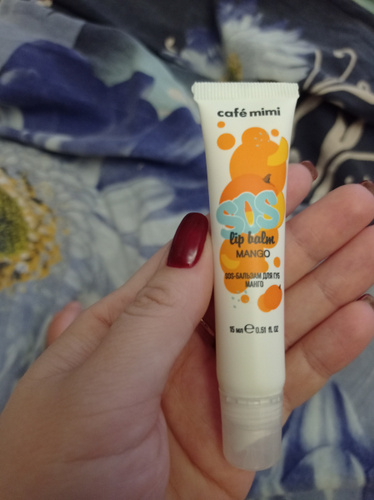 café mimi
SOS
lip balm
MANGO
SOS-БАЛЬЗАМ ДЛЯ ГУБ
МАНГО
15 мл ℮ 0.51 fl. OZ